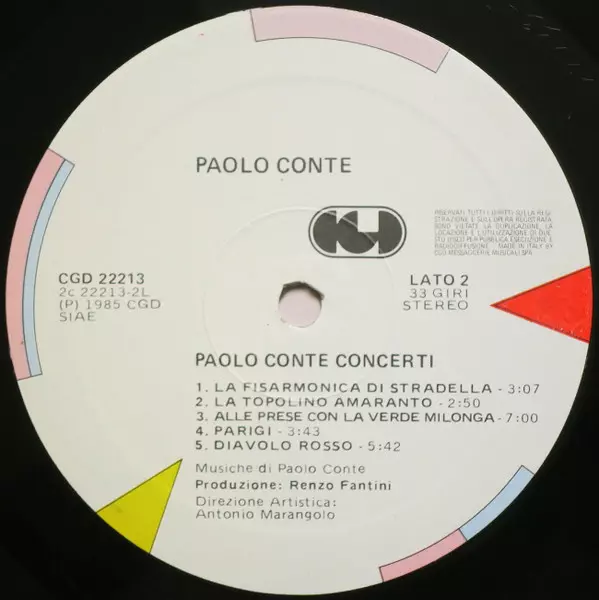 PAOLO CONTE
RISERVATI TUTTI I DIRITTI SULLA REGI-
STRAZIONE E SULL'OPERA REGISTRATA.
SONO VIETATE LA DUPLICAZIONE, LA
LOCAZIONE E L'UTILIZZAZIONE DI QUE-
STO DISCO PER PUBBLICA ESECUZIONE E
RADIODIFFUSIONE. MADE IN ITALY BY
CGD MESSAGGERIE MUSICALI SPA
CGD 22213
2c 22213-2L
(P) 1985 CGD
SIAE
LATO 2
33 GIRI
STEREO
PAOLO CONTE CONCERTI
1. LA FISARMONICA DI STRADELLA - 3:07
2. LA TOPOLINO AMARANTO - 2:50
3. ALLE PRESE CON LA VERDE MILONGA - 7:00
4. PARIGI - 3:43
5. DIAVOLO ROSSO - 5:42
Musiche di Paolo Conte
Produzione: Renzo Fantini
Direzione Artistica:
Antonio Marangolo